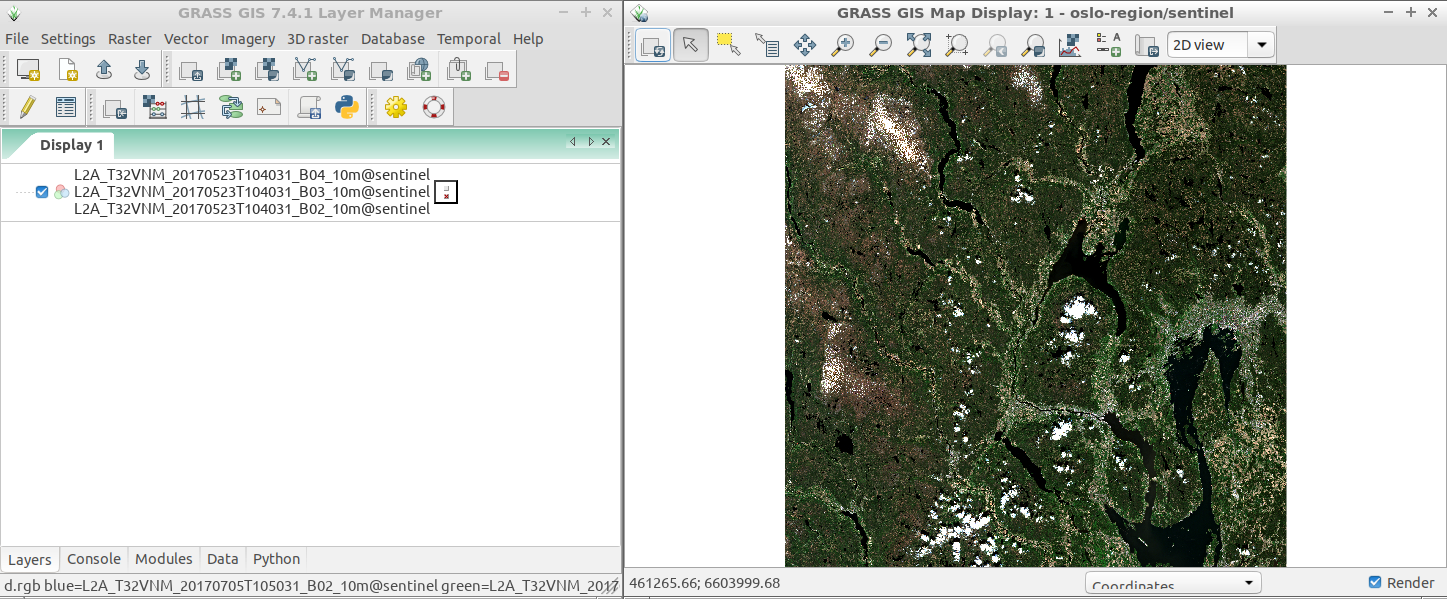 GRASS GIS 7.4.1 Layer Manager
File Settings Raster Vector Imagery 3D raster Database Temporal Help
Display 1
L2A_T32VNM_20170523T104031_B04_10m@sentinel
L2A_T32VNM_20170523T104031_B03_10m@sentinel
L2A_T32VNM_20170523T104031_B02_10m@sentinel
Layers Console Modules Data Python
d.rgb blue=L2A_T32VNM_20170705T105031_B02_10m@sentinel green=L2A_T32VNM_2017
GRASS GIS Map Display: 1 - oslo-region/sentinel
A
2D view
461265.66; 6603999.68
Coordinates
Render